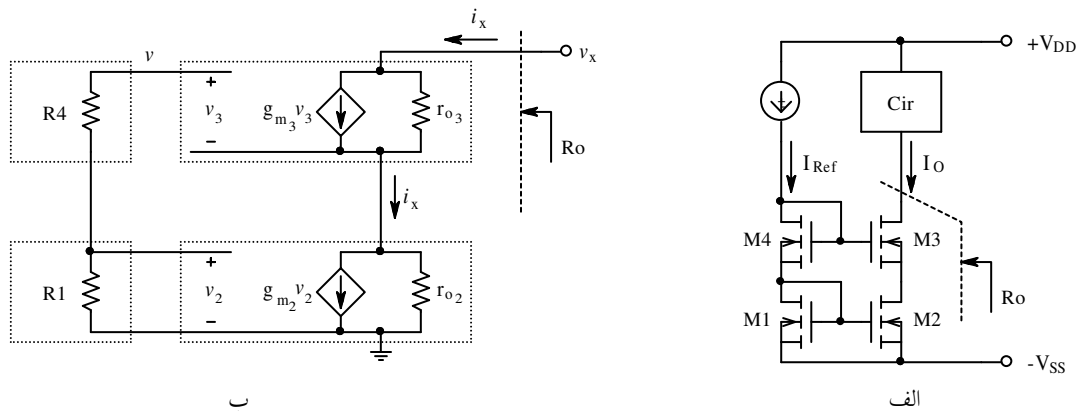 i_x
v
v_x
R4
+
v_3
−
g_m3 v_3
r_o3
Ro
i_x
R1
+
v_2
−
g_m2 v_2
r_o2
ب
+V_DD
Cir
I_Ref
I_O
M4
M3
M1
M2
Ro
-V_SS
الف